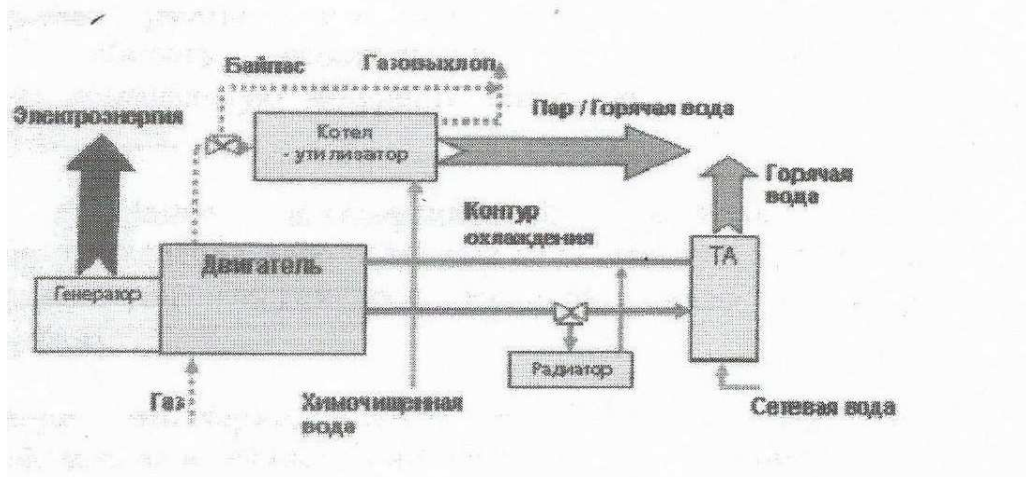 Байпас
Газовыхлоп
Электроэнергия
Пар / Горячая вода
Котел
- утилизатор
Горячая
вода
Контур
охлаждения
Двигатель
ТА
Генератор
Радиатор
Газ
Химочищенная
вода
Сетевая вода